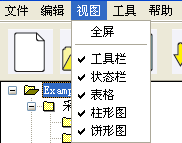 文件 编辑 视图 工具 帮助
全屏
✓ 工具栏
✓ 状态栏
✓ 表格
✓ 柱形图
✓ 饼形图
Exam
采